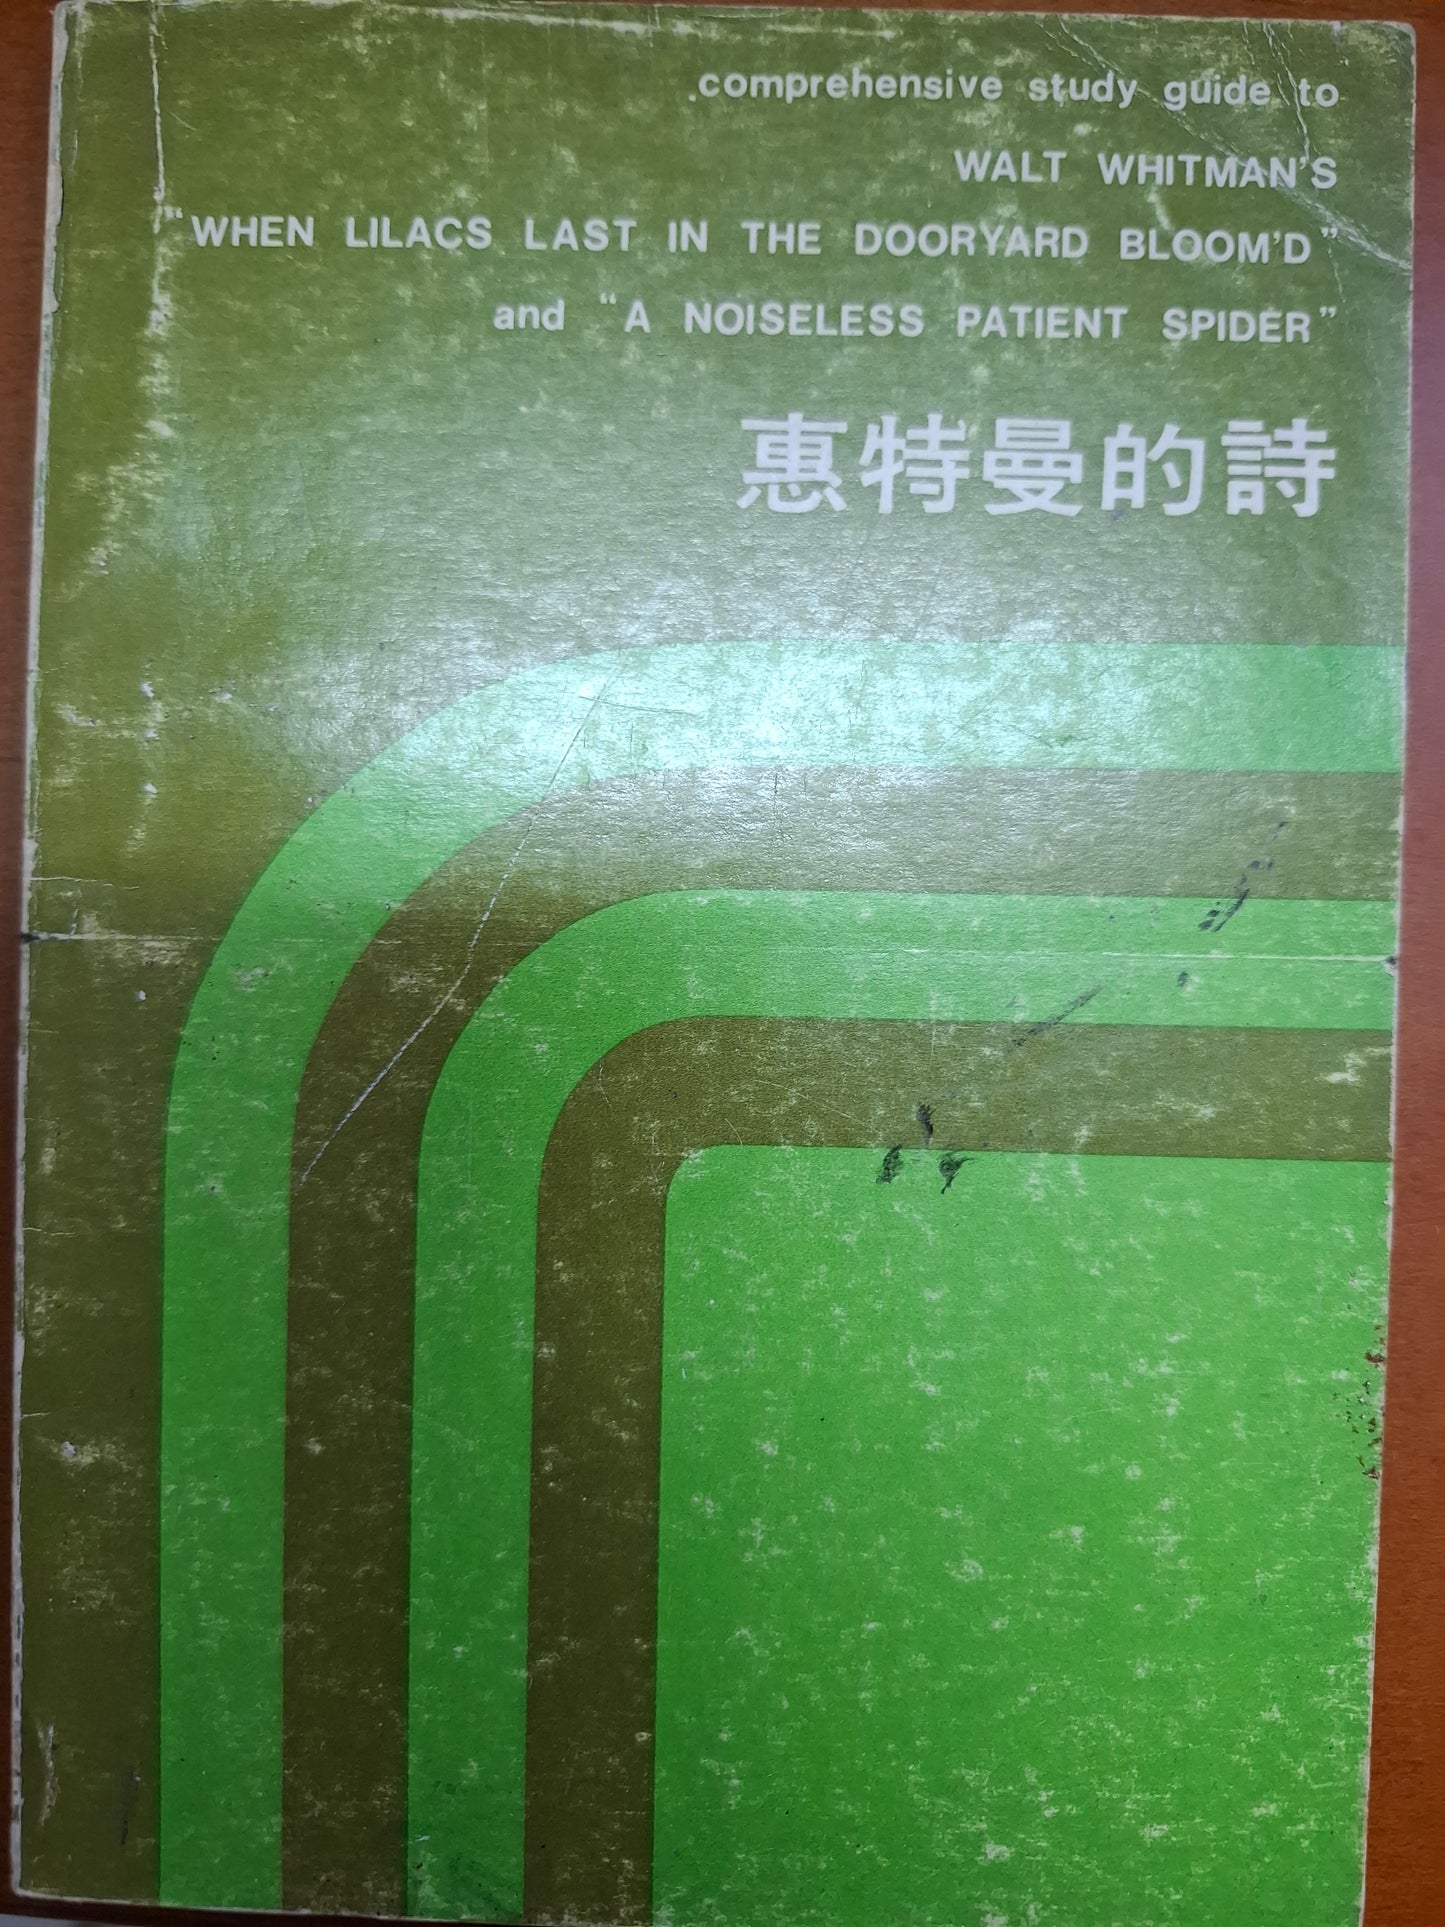 comprehensive study guide to
WALT WHITMAN'S
"WHEN LILACS LAST IN THE DOORYARD BLOOM'D"
and "A NOISELESS PATIENT SPIDER"
惠特曼的詩